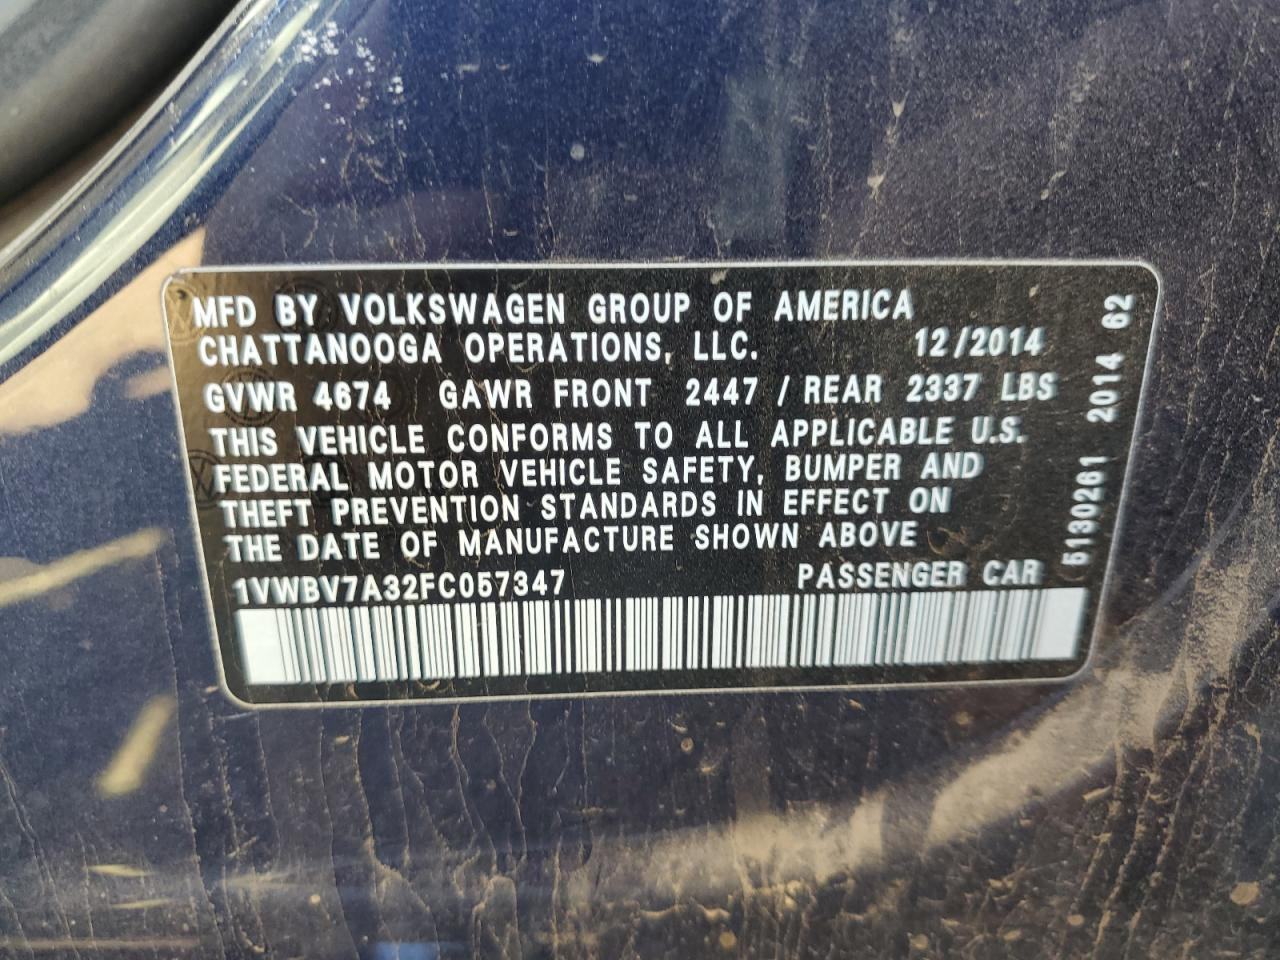 MFD BY VOLKSWAGEN GROUP OF AMERICA
CHATTANOOGA OPERATIONS, LLC. 12/2014
GVWR 4674 GAWR FRONT 2447 / REAR 2337 LBS
THIS VEHICLE CONFORMS TO ALL APPLICABLE U.S.
FEDERAL MOTOR VEHICLE SAFETY, BUMPER AND
THEFT PREVENTION STANDARDS IN EFFECT ON
THE DATE OF MANUFACTURE SHOWN ABOVE
1VWBV7A32FC057347 PASSENGER CAR
5130261 2014 62